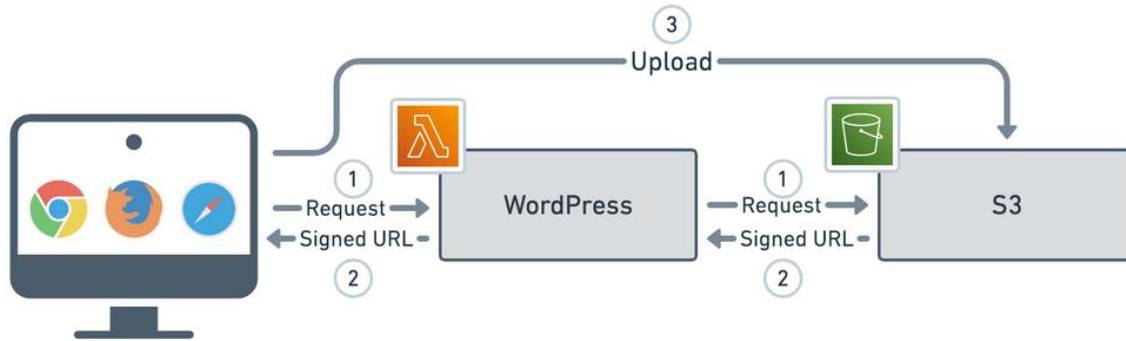 3
Upload
1
Request
Signed URL
2
WordPress
1
Request
Signed URL
2
S3